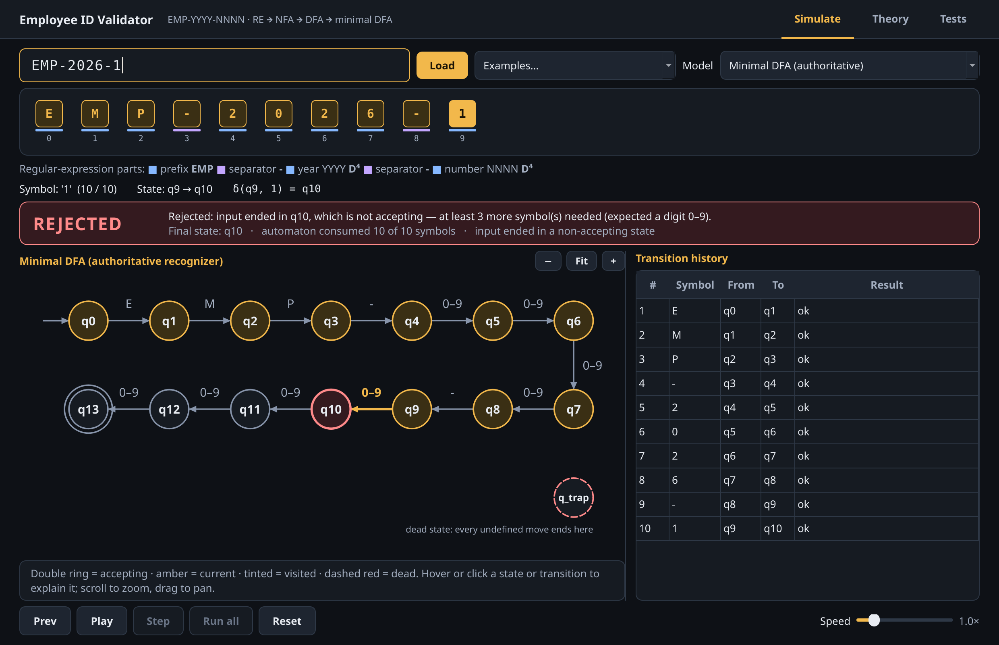 Employee ID Validator EMP-YYYY-NNNN · RE → NFA → DFA → minimal DFA Simulate Theory Tests
EMP-2026-1 Load Examples... Model Minimal DFA (authoritative)
E M P - 2 0 2 6 - 1
0 1 2 3 4 5 6 7 8 9
Regular-expression parts: prefix EMP separator - year YYYY D⁴ separator - number NNNN D⁴
Symbol: '1' (10 / 10) State: q9 → q10 δ(q9, 1) = q10
REJECTED
Rejected: input ended in q10, which is not accepting — at least 3 more symbol(s) needed (expected a digit 0–9).
Final state: q10 · automaton consumed 10 of 10 symbols · input ended in a non-accepting state
Minimal DFA (authoritative recognizer) – Fit +
E M P - 0–9 0–9
q0 q1 q2 q3 q4 q5 q6
0–9
0–9 0–9 0–9 0–9 - 0–9
q13 q12 q11 q10 q9 q8 q7
q_trap
dead state: every undefined move ends here
Double ring = accepting · amber = current · tinted = visited · dashed red = dead. Hover or click a state or transition to
explain it; scroll to zoom, drag to pan.
Transition history
# Symbol From To Result
1 E q0 q1 ok
2 M q1 q2 ok
3 P q2 q3 ok
4 - q3 q4 ok
5 2 q4 q5 ok
6 0 q5 q6 ok
7 2 q6 q7 ok
8 6 q7 q8 ok
9 - q8 q9 ok
10 1 q9 q10 ok
Prev Play Step Run all Reset Speed 1.0×